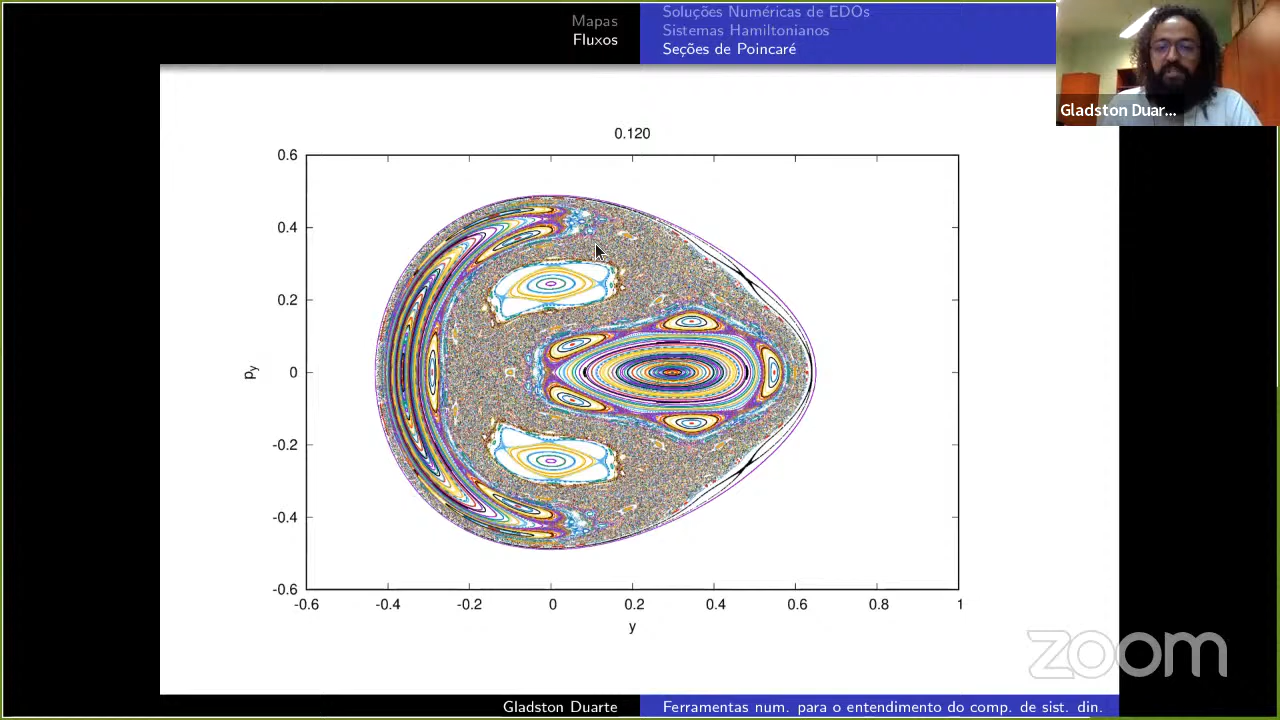 Mapas
Fluxos
Soluções Numéricas de EDOs
Sistemas Hamiltonianos
Seções de Poincaré
Gladston Duar...
0.120
0.6
0.4
0.2
0
-0.2
-0.4
-0.6
py
-0.6
-0.4
-0.2
0
0.2
0.4
0.6
0.8
1
y
zoom
Gladston Duarte
Ferramentas num. para o entendimento do comp. de sist. din.